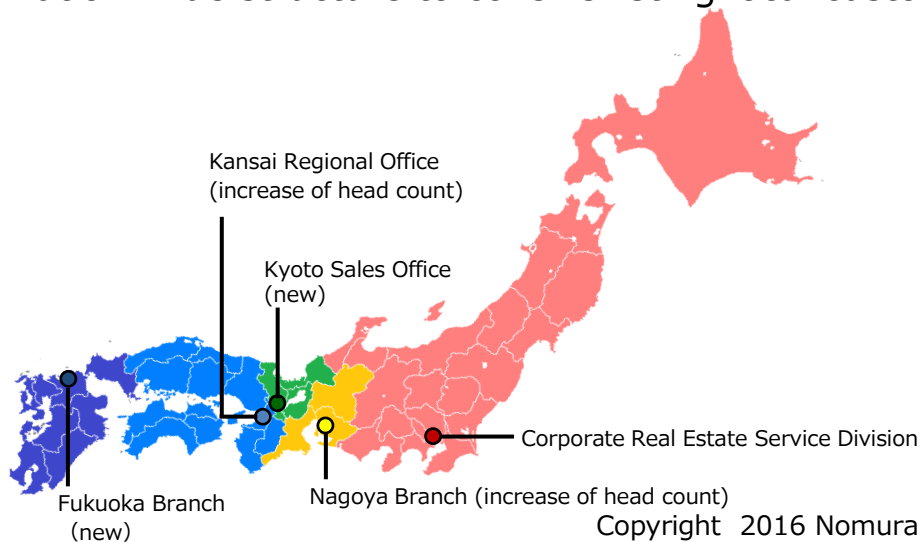 Kansai Regional Office
(increase of head count)
Kyoto Sales Office
(new)
Corporate Real Estate Service Division
Nagoya Branch (increase of head count)
Fukuoka Branch
(new)
Copyright 2016 Nomura